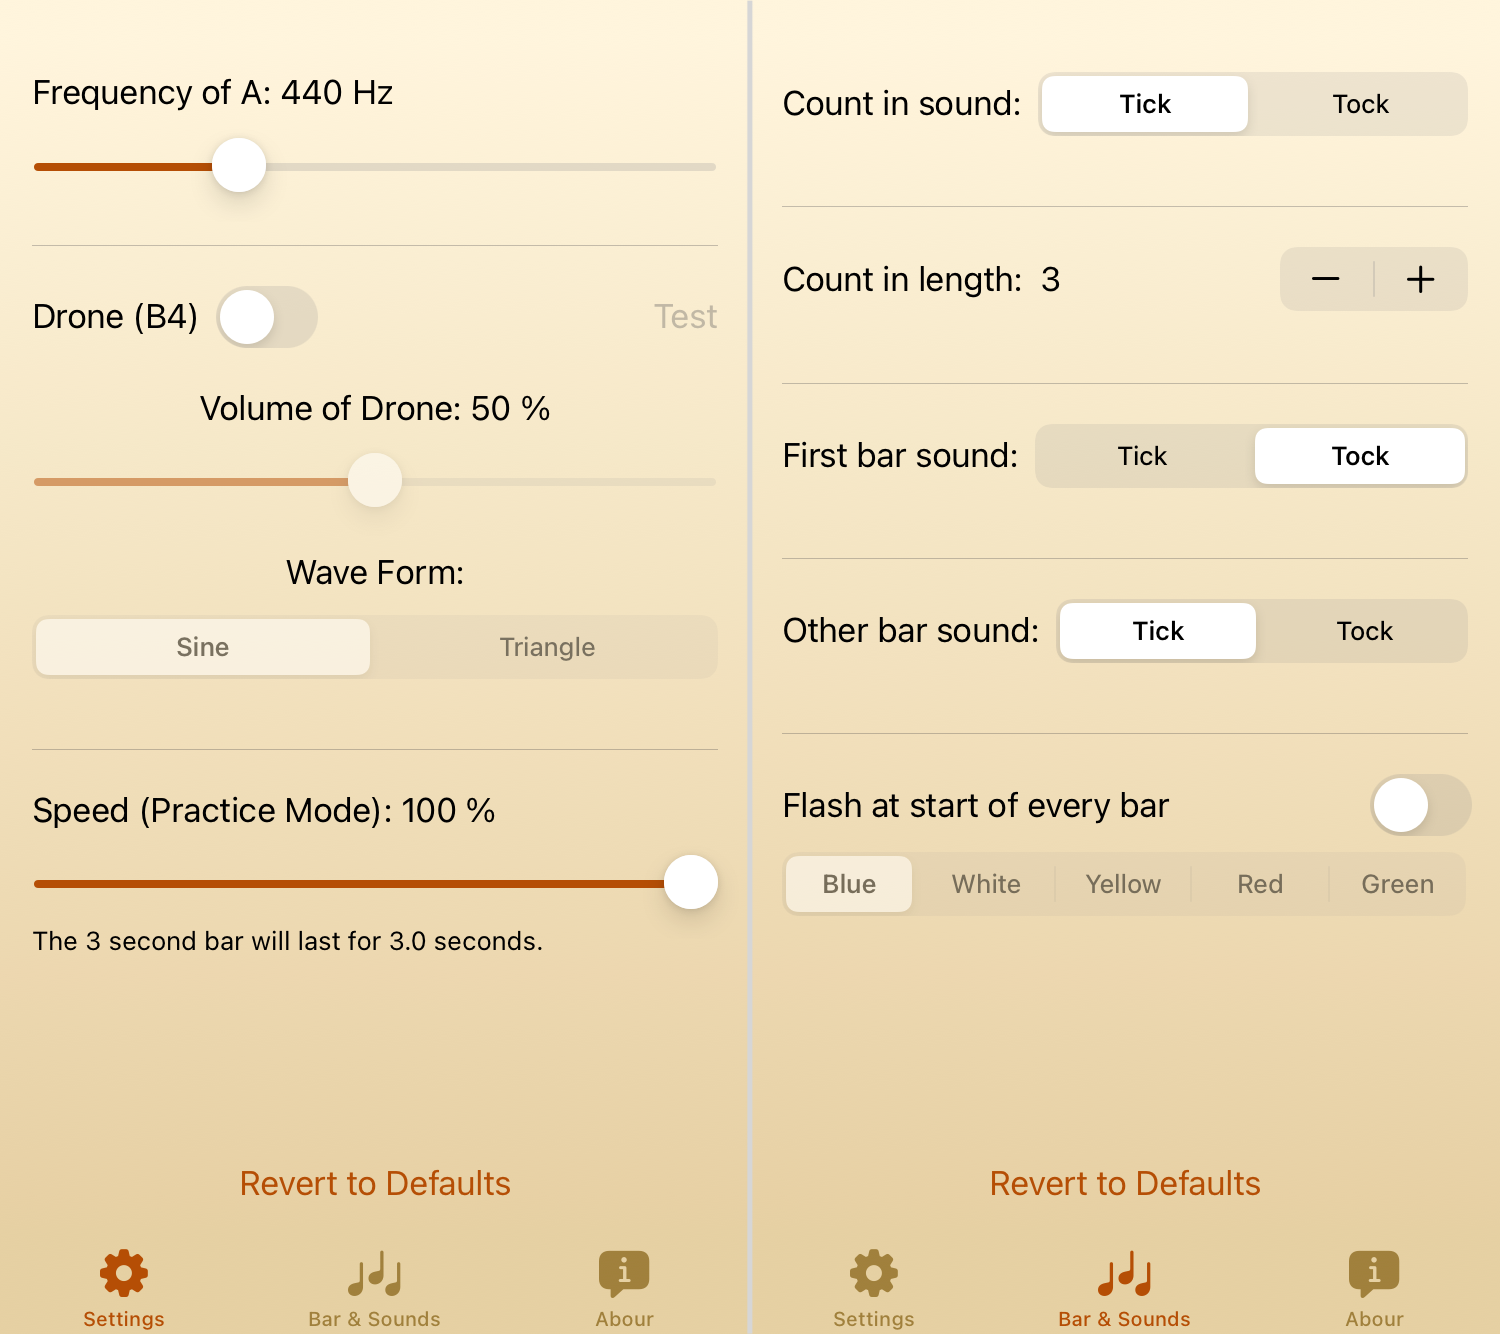 Frequency of A: 440 Hz
Drone (B4)
Test
Volume of Drone: 50 %
Wave Form:
Sine Triangle
Speed (Practice Mode): 100 %
The 3 second bar will last for 3.0 seconds.
Revert to Defaults
Settings Bar & Sounds Abour
Count in sound: Tick Tock
Count in length: 3 − +
First bar sound: Tick Tock
Other bar sound: Tick Tock
Flash at start of every bar
Blue White Yellow Red Green
Revert to Defaults
Settings Bar & Sounds Abour